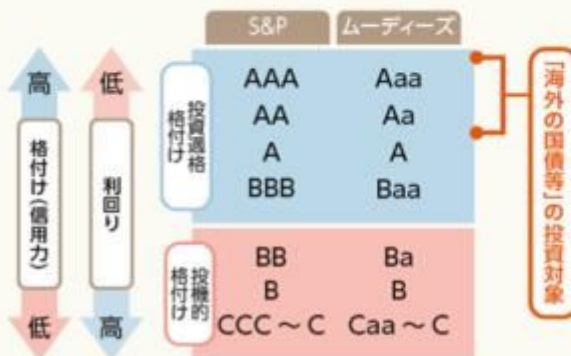 S&P ムーディーズ
高 低
格付け(信用力)
利回り
低 高
投資適格
格付け
AAA Aaa
AA Aa
A A
BBB Baa
投機的
格付け
BB Ba
B B
CCC ~ C Caa ~ C
「海外の国債等」の投資対象